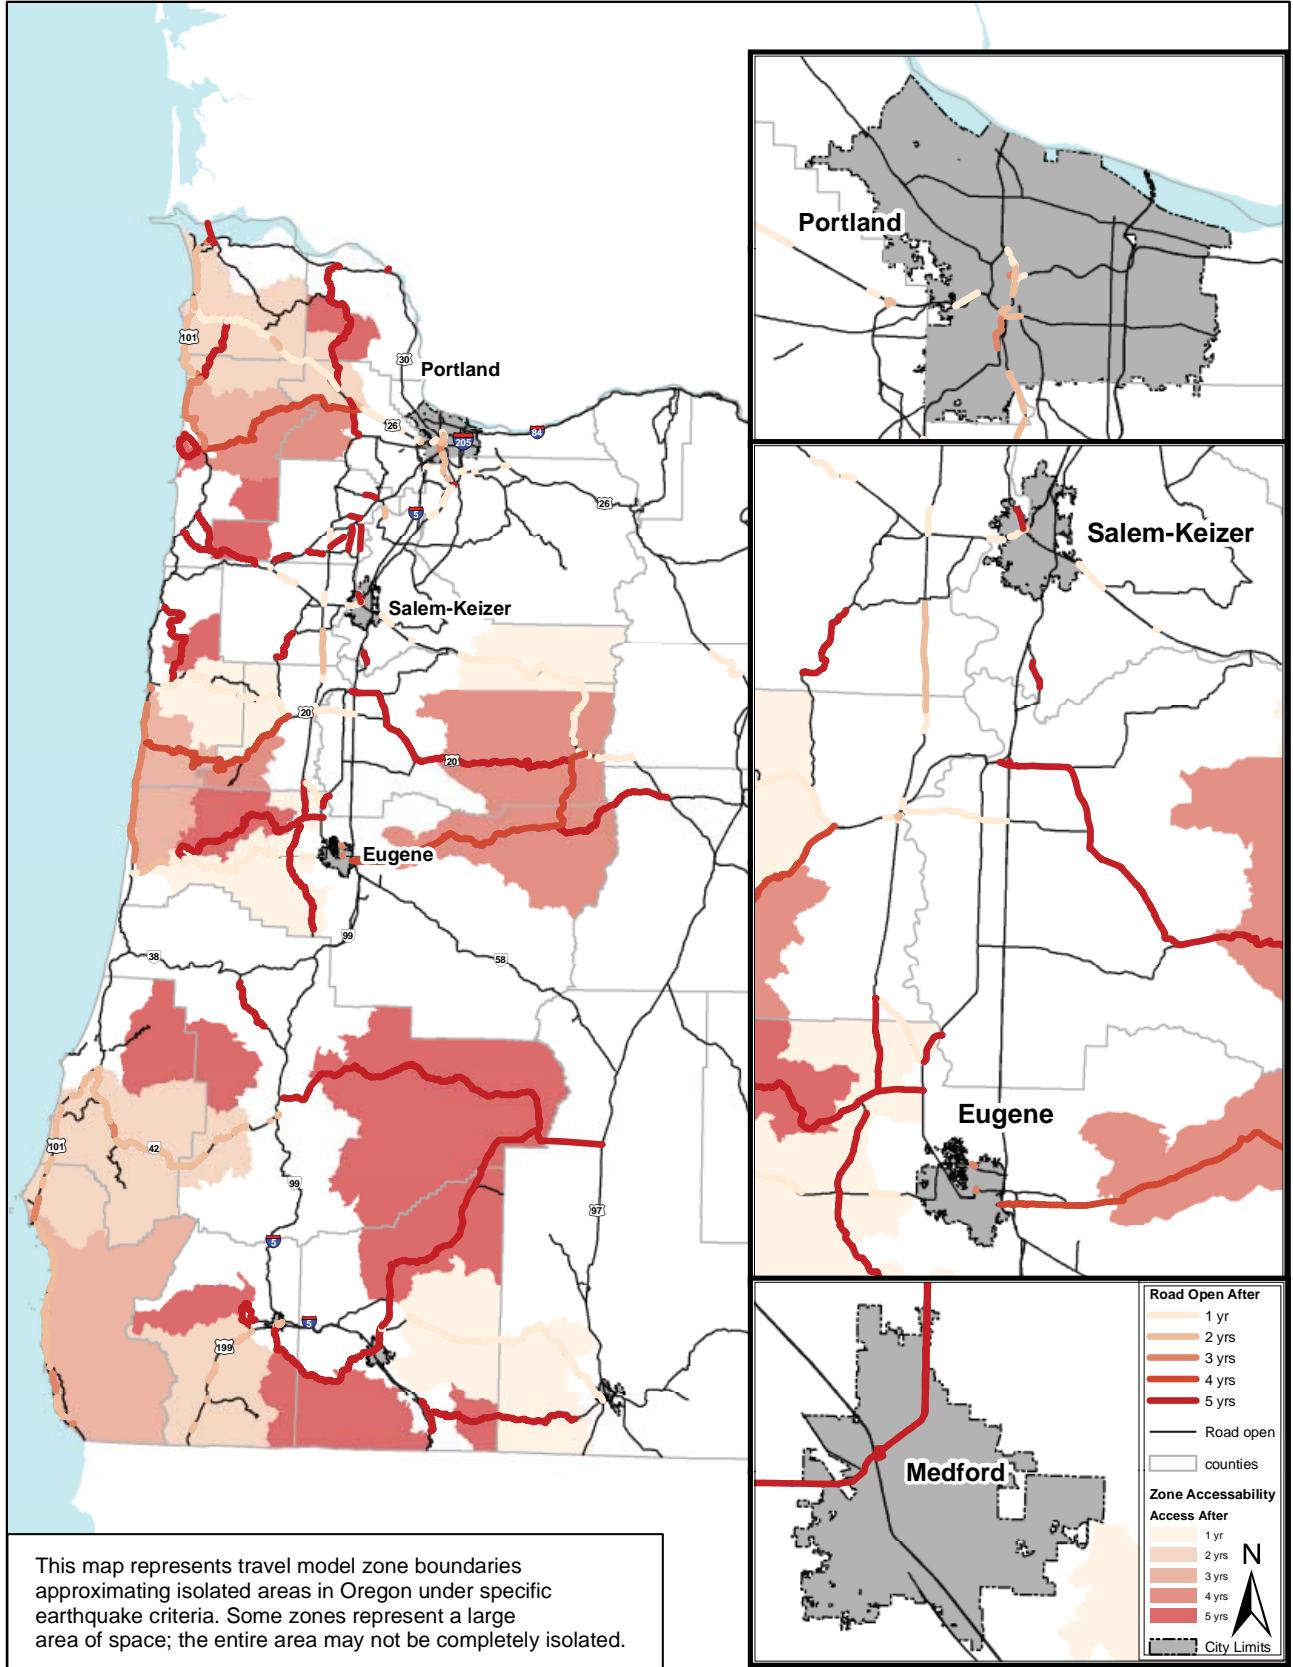 101
30
Portland
26
205
84
26
5
Salem-Keizer
20
20
Eugene
99
38
58
101
42
99
97
5
5
199
Portland
Salem-Keizer
Eugene
Medford
Road Open After
1 yr
2 yrs
3 yrs
4 yrs
5 yrs
Road open
counties
Zone Accessability
Access After
1 yr
2 yrs
3 yrs
4 yrs
5 yrs
N
City Limits
This map represents travel model zone boundaries
approximating isolated areas in Oregon under specific
earthquake criteria. Some zones represent a large
area of space; the entire area may not be completely isolated.